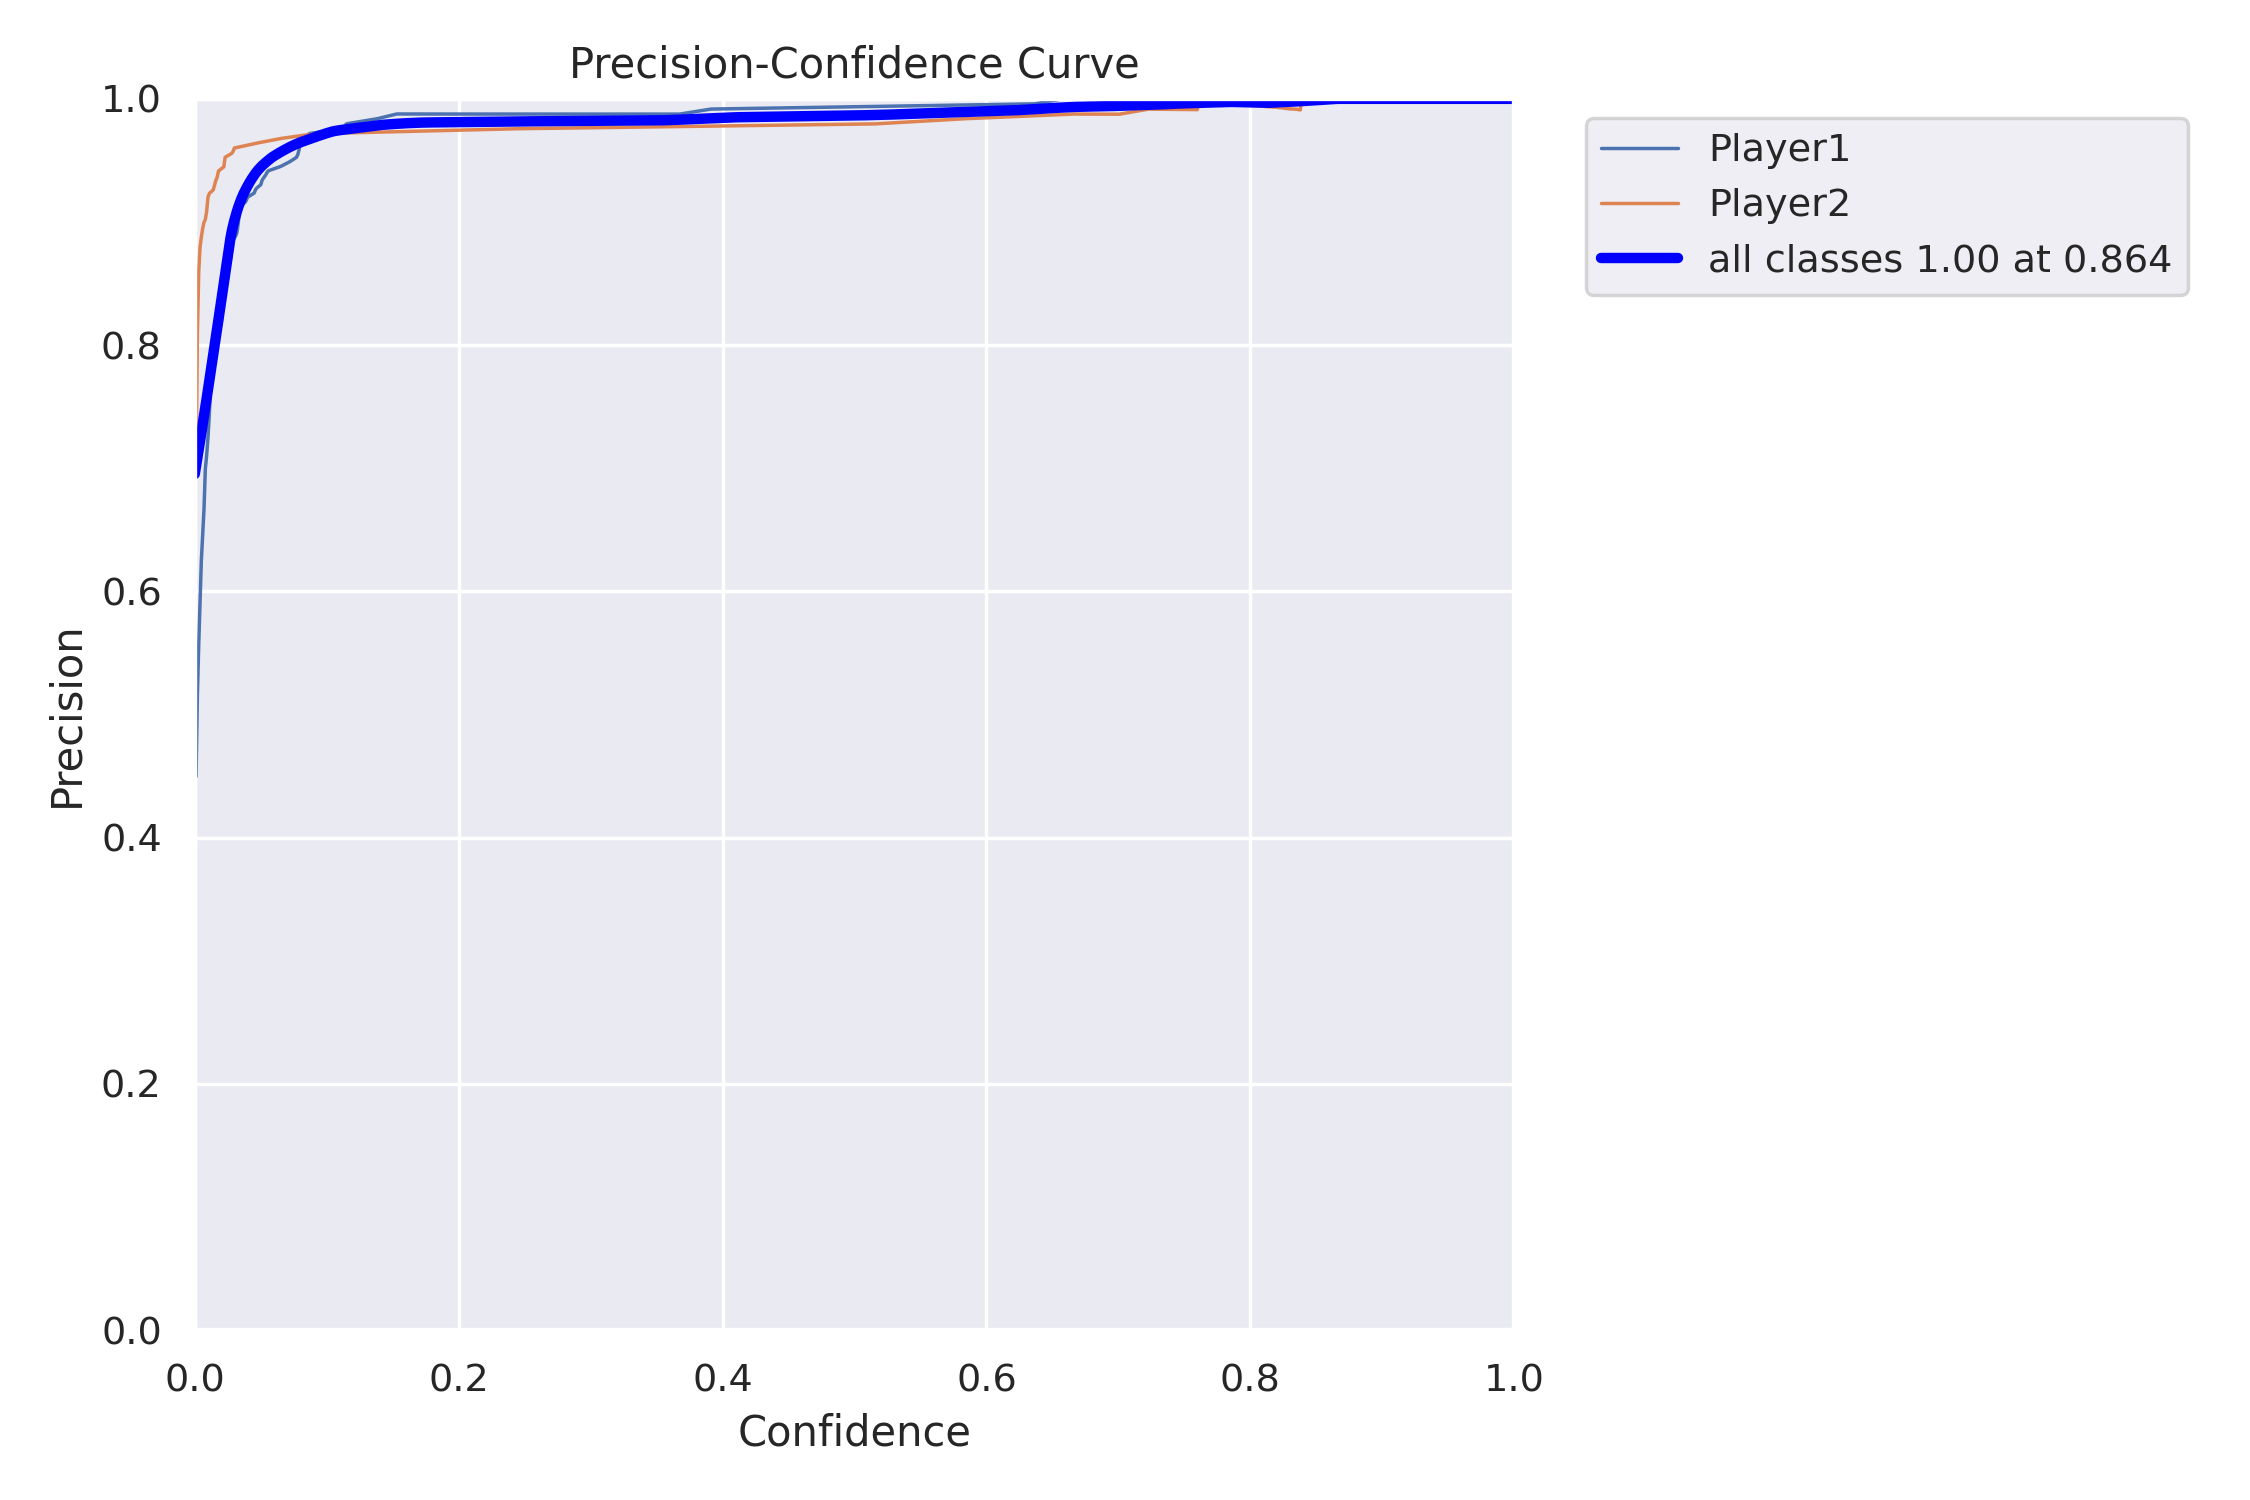 Precision-Confidence Curve
1.0
0.8
0.6
0.4
0.2
0.0
Precision
0.0 0.2 0.4 0.6 0.8 1.0
Confidence
Player1
Player2
all classes 1.00 at 0.864